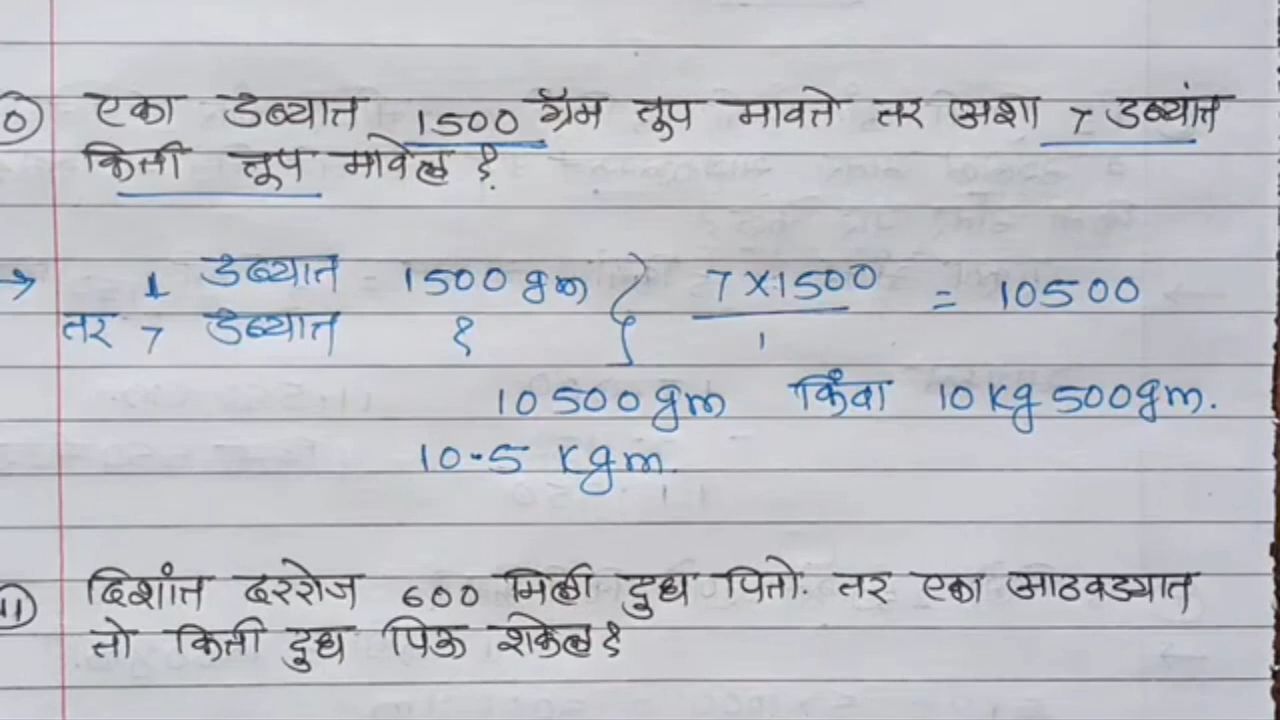 0) एका डब्यात 1500 ग्रॅम तूप मावते तर अशा 7 डब्यांत
किती तूप मावेल ?
→ 1 डब्यात 1500 gm } 7 x 1500 / 1 = 10500
तर 7 डब्यात ?
10500 gm किंवा 10 kg 500 gm.
10.5 kgm.
11) दिशांत दररोज 600 मिली दुध पितो. तर एका आठवड्यात
तो किती दुध पिऊ शकेल ?